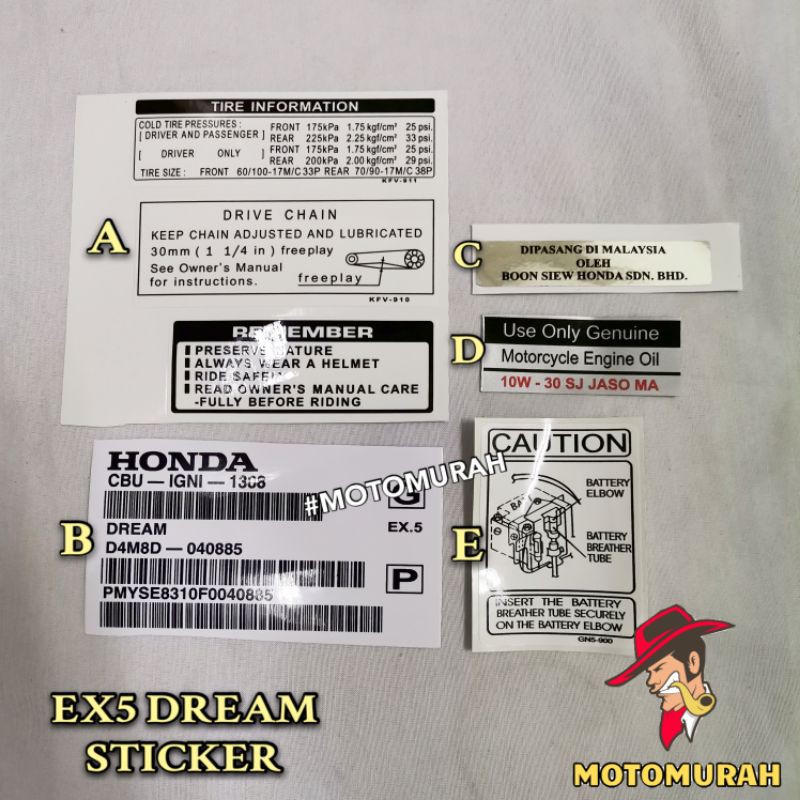 TIRE INFORMATION
COLD TIRE PRESSURES :
[ DRIVER AND PASSENGER ] FRONT 175kPa 1.75 kgf/cm² 25 psi.
REAR 225kPa 2.25 kgf/cm² 33 psi.
[ DRIVER ONLY ] FRONT 175kPa 1.75 kgf/cm² 25 psi.
REAR 200kPa 2.00 kgf/cm² 29 psi.
TIRE SIZE : FRONT 60/100-17M/C 33P REAR 70/90-17M/C 38P
KFV-911
A
DRIVE CHAIN
KEEP CHAIN ADJUSTED AND LUBRICATED
30mm ( 1 1/4 in ) freeplay
See Owner's Manual
for instructions.
freeplay
KFV-910
REMEMBER
PRESERVE NATURE
ALWAYS WEAR A HELMET
RIDE SAFELY
READ OWNER'S MANUAL CARE
-FULLY BEFORE RIDING
C
DIPASANG DI MALAYSIA
OLEH
BOON SIEW HONDA SDN. BHD.
D
Use Only Genuine
Motorcycle Engine Oil
10W - 30 SJ JASO MA
B
HONDA
CBU — IGNI — 1308
G
DREAM
EX.5
D4M8D — 040885
P
PMYSE8310F0040885
#MOTOMURAH
E
CAUTION
BATTERY
ELBOW
BATTERY
BREATHER
TUBE
INSERT THE BATTERY
BREATHER TUBE SECURELY
ON THE BATTERY ELBOW
GN5-900
EX5 DREAM
STICKER
MOTOMURAH